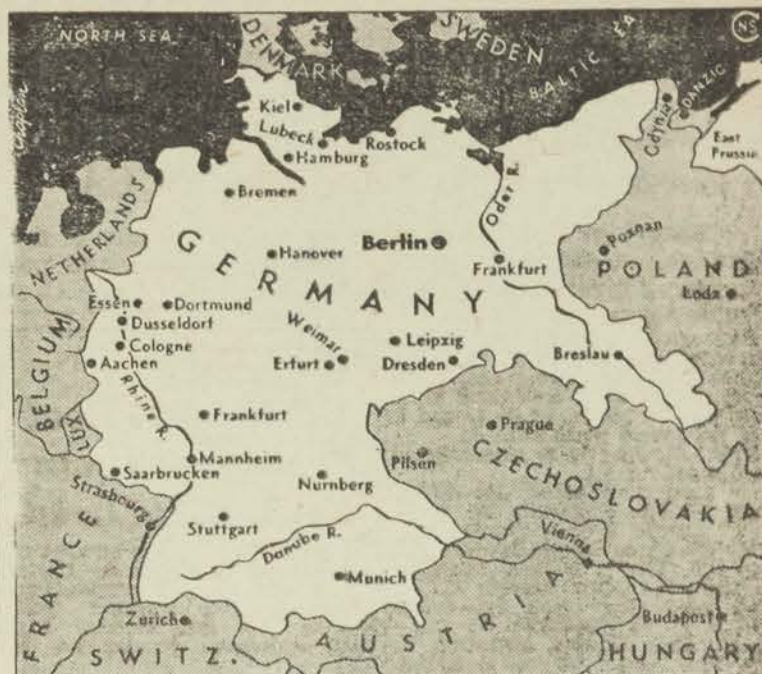 NORTH SEA
DENMARK
SWEDEN
BALTIC SEA
CNS
Kiel
Lubeck
Rostock
Hamburg
Gdynia
DANZIG
East
Prussia
Bremen
Oder R.
NETHERLANDS
Hanover
Berlin
Frankfurt
Poznan
POLAND
Lodz
GERMANY
Essen
Dortmund
Dusseldorf
Cologne
Aachen
Weimar
Erfurt
Leipzig
Dresden
Breslau
BELGIUM
LUX.
Rhine R.
Frankfurt
Mannheim
Saarbrucken
Nurnberg
Prague
Pilsen
CZECHOSLOVAKIA
Strasbourg
Stuttgart
Danube R.
Vienna
Munich
FRANCE
Zurich
SWITZ.
AUSTRIA
Budapest
HUNGARY